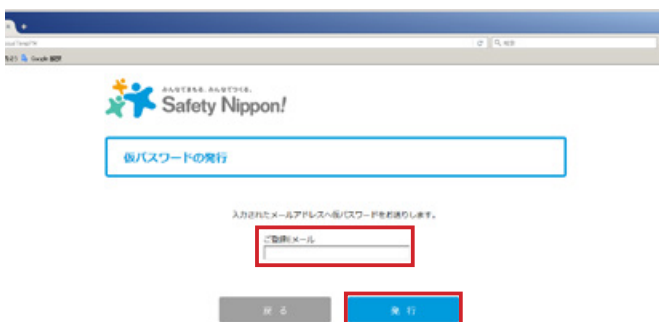 検索
みんなでまもる。みんなでつくる。
Safety Nippon!
仮パスワードの発行
入力されたメールアドレスへ仮パスワードをお送りします。
ご登録Eメール
戻 る
発 行